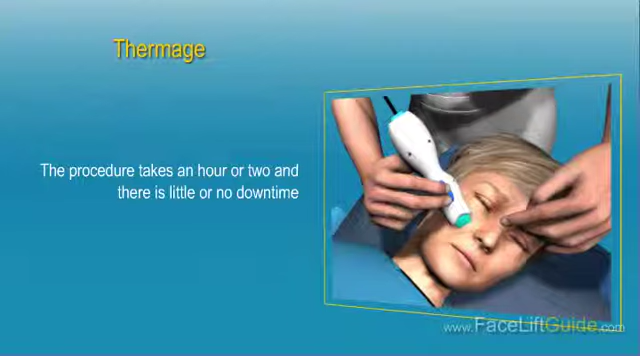 Thermage
The procedure takes an hour or two and
there is little or no downtime
www.FaceLiftGuide.com